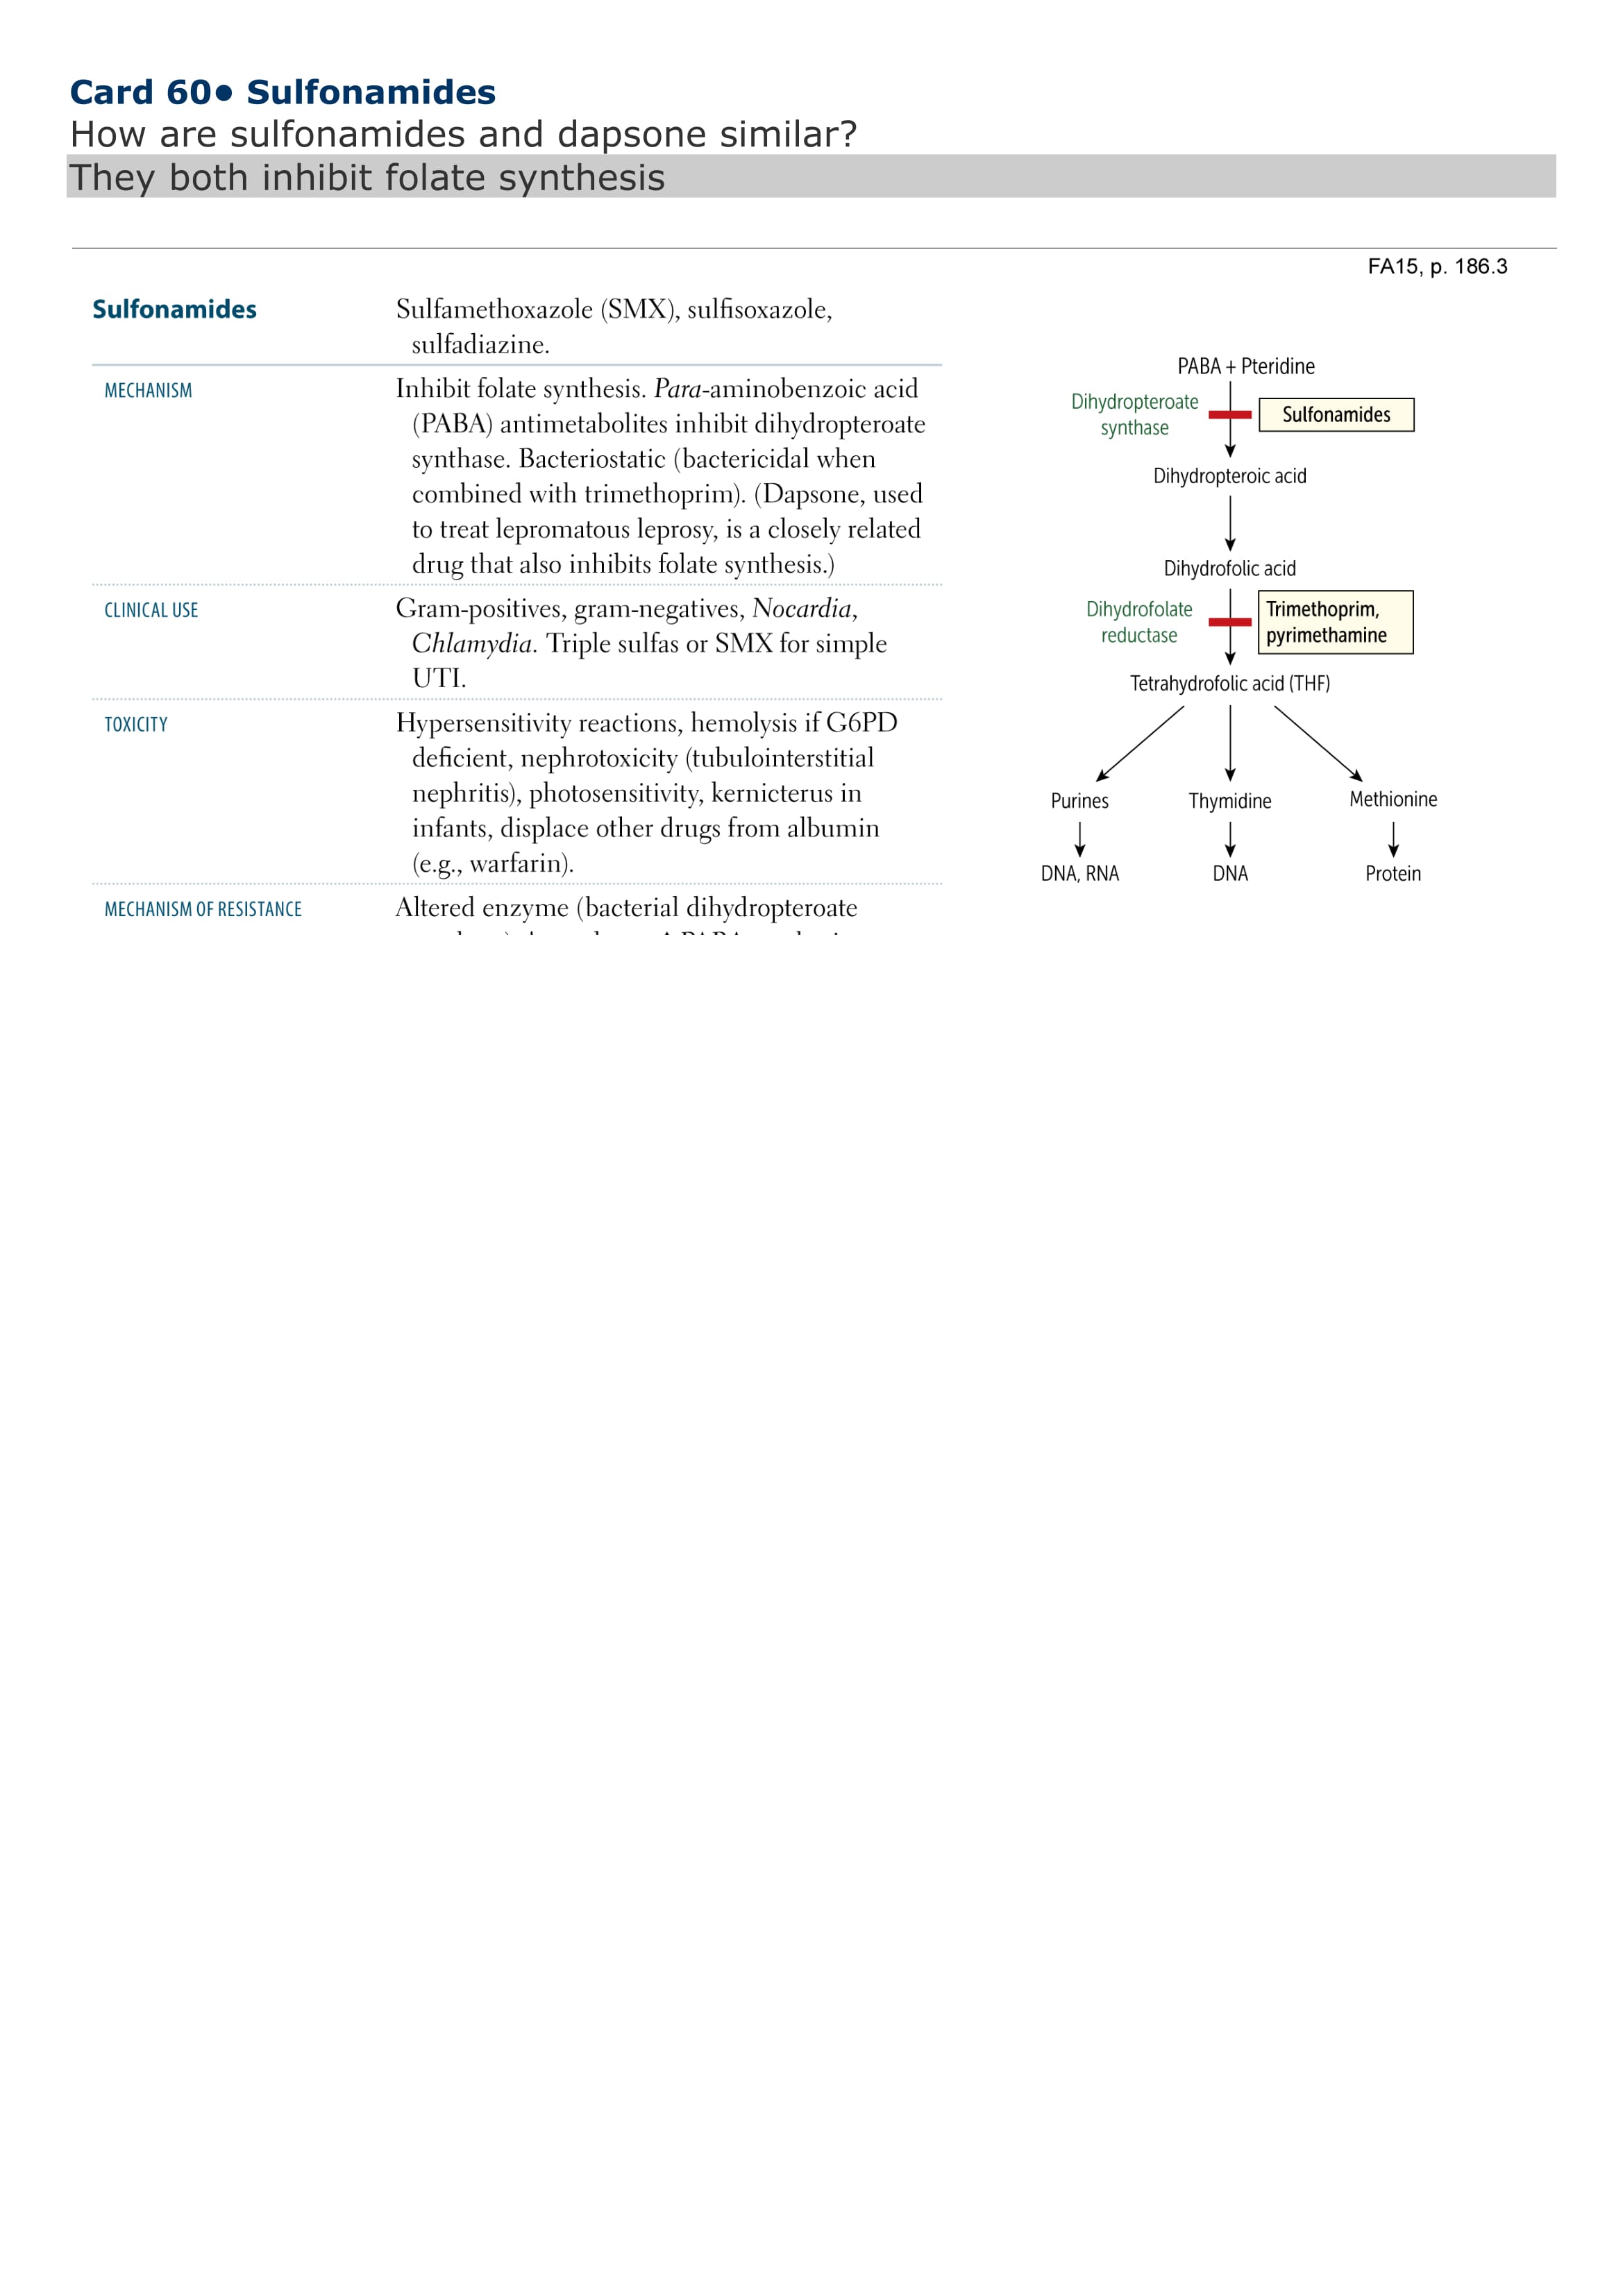 Card 60● Sulfonamides
How are sulfonamides and dapsone similar?
They both inhibit folate synthesis
FA15, p. 186.3
Sulfonamides
Sulfamethoxazole (SMX), sulfisoxazole,
sulfadiazine.
MECHANISM
Inhibit folate synthesis. Para-aminobenzoic acid
(PABA) antimetabolites inhibit dihydropteroate
synthase. Bacteriostatic (bactericidal when
combined with trimethoprim). (Dapsone, used
to treat lepromatous leprosy, is a closely related
drug that also inhibits folate synthesis.)
CLINICAL USE
Gram-positives, gram-negatives, Nocardia,
Chlamydia. Triple sulfas or SMX for simple
UTI.
TOXICITY
Hypersensitivity reactions, hemolysis if G6PD
deficient, nephrotoxicity (tubulointerstitial
nephritis), photosensitivity, kernicterus in
infants, displace other drugs from albumin
(e.g., warfarin).
MECHANISM OF RESISTANCE
Altered enzyme (bacterial dihydropteroate
PABA + Pteridine
Dihydropteroate
synthase
Sulfonamides
Dihydropteroic acid
Dihydrofolic acid
Dihydrofolate
reductase
Trimethoprim,
pyrimethamine
Tetrahydrofolic acid (THF)
Purines
Thymidine
Methionine
DNA, RNA
DNA
Protein